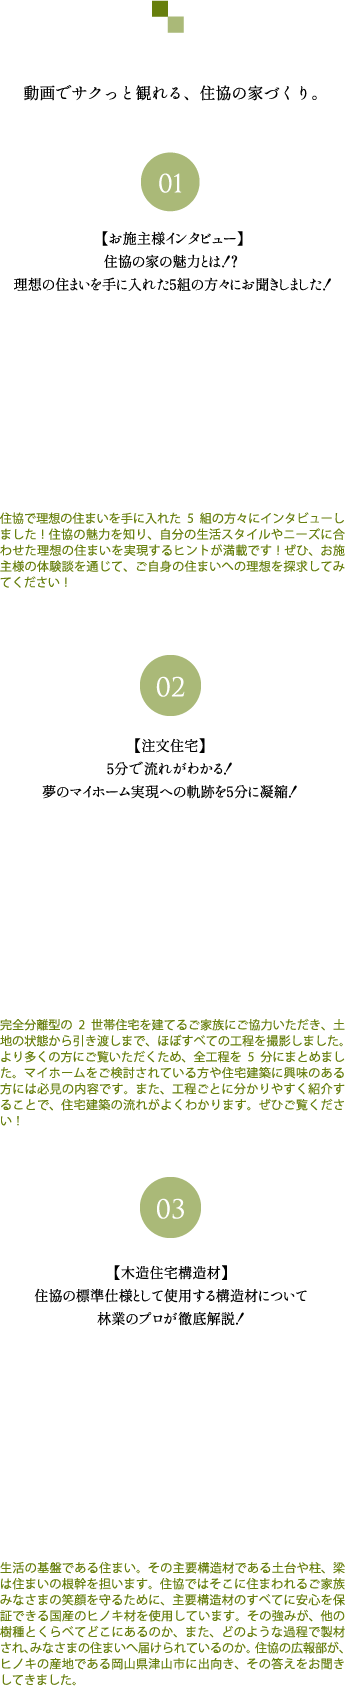 動画でサクっと観れる、住協の家づくり。
01
【お施主様インタビュー】
住協の家の魅力とは！？
理想の住まいを手に入れた5組の方々にお聞きしました！
住協で理想の住まいを手に入れた 5 組の方々にインタビューし
ました！住協の魅力を知り、自分の生活スタイルやニーズに合
わせた理想の住まいを実現するヒントが満載です！ぜひ、お施
主様の体験談を通じて、ご自身の住まいへの理想を探求してみ
てください！
02
【注文住宅】
5分で流れがわかる！
夢のマイホーム実現への軌跡を5分に凝縮！
完全分離型の 2 世帯住宅を建てるご家族にご協力いただき、土
地の状態から引き渡しまで、ほぼすべての工程を撮影しました。
より多くの方にご覧いただくため、全工程を 5 分にまとめまし
た。マイホームをご検討されている方や住宅建築に興味のある
方には必見の内容です。また、工程ごとに分かりやすく紹介す
ることで、住宅建築の流れがよくわかります。ぜひご覧くださ
い！
03
【木造住宅構造材】
住協の標準仕様として使用する構造材について
林業のプロが徹底解説！
生活の基盤である住まい。その主要構造材である土台や柱、梁
は住まいの根幹を担います。住協ではそこに住まわれるご家族
みなさまの笑顔を守るために、主要構造材のすべてに安心を保
証できる国産のヒノキ材を使用しています。その強みが、他の
樹種とくらべてどこにあるのか、また、どのような過程で製材
され、みなさまの住まいへ届けられているのか。住協の広報部が、
ヒノキの産地である岡山県津山市に出向き、その答えをお聞き
してきました。